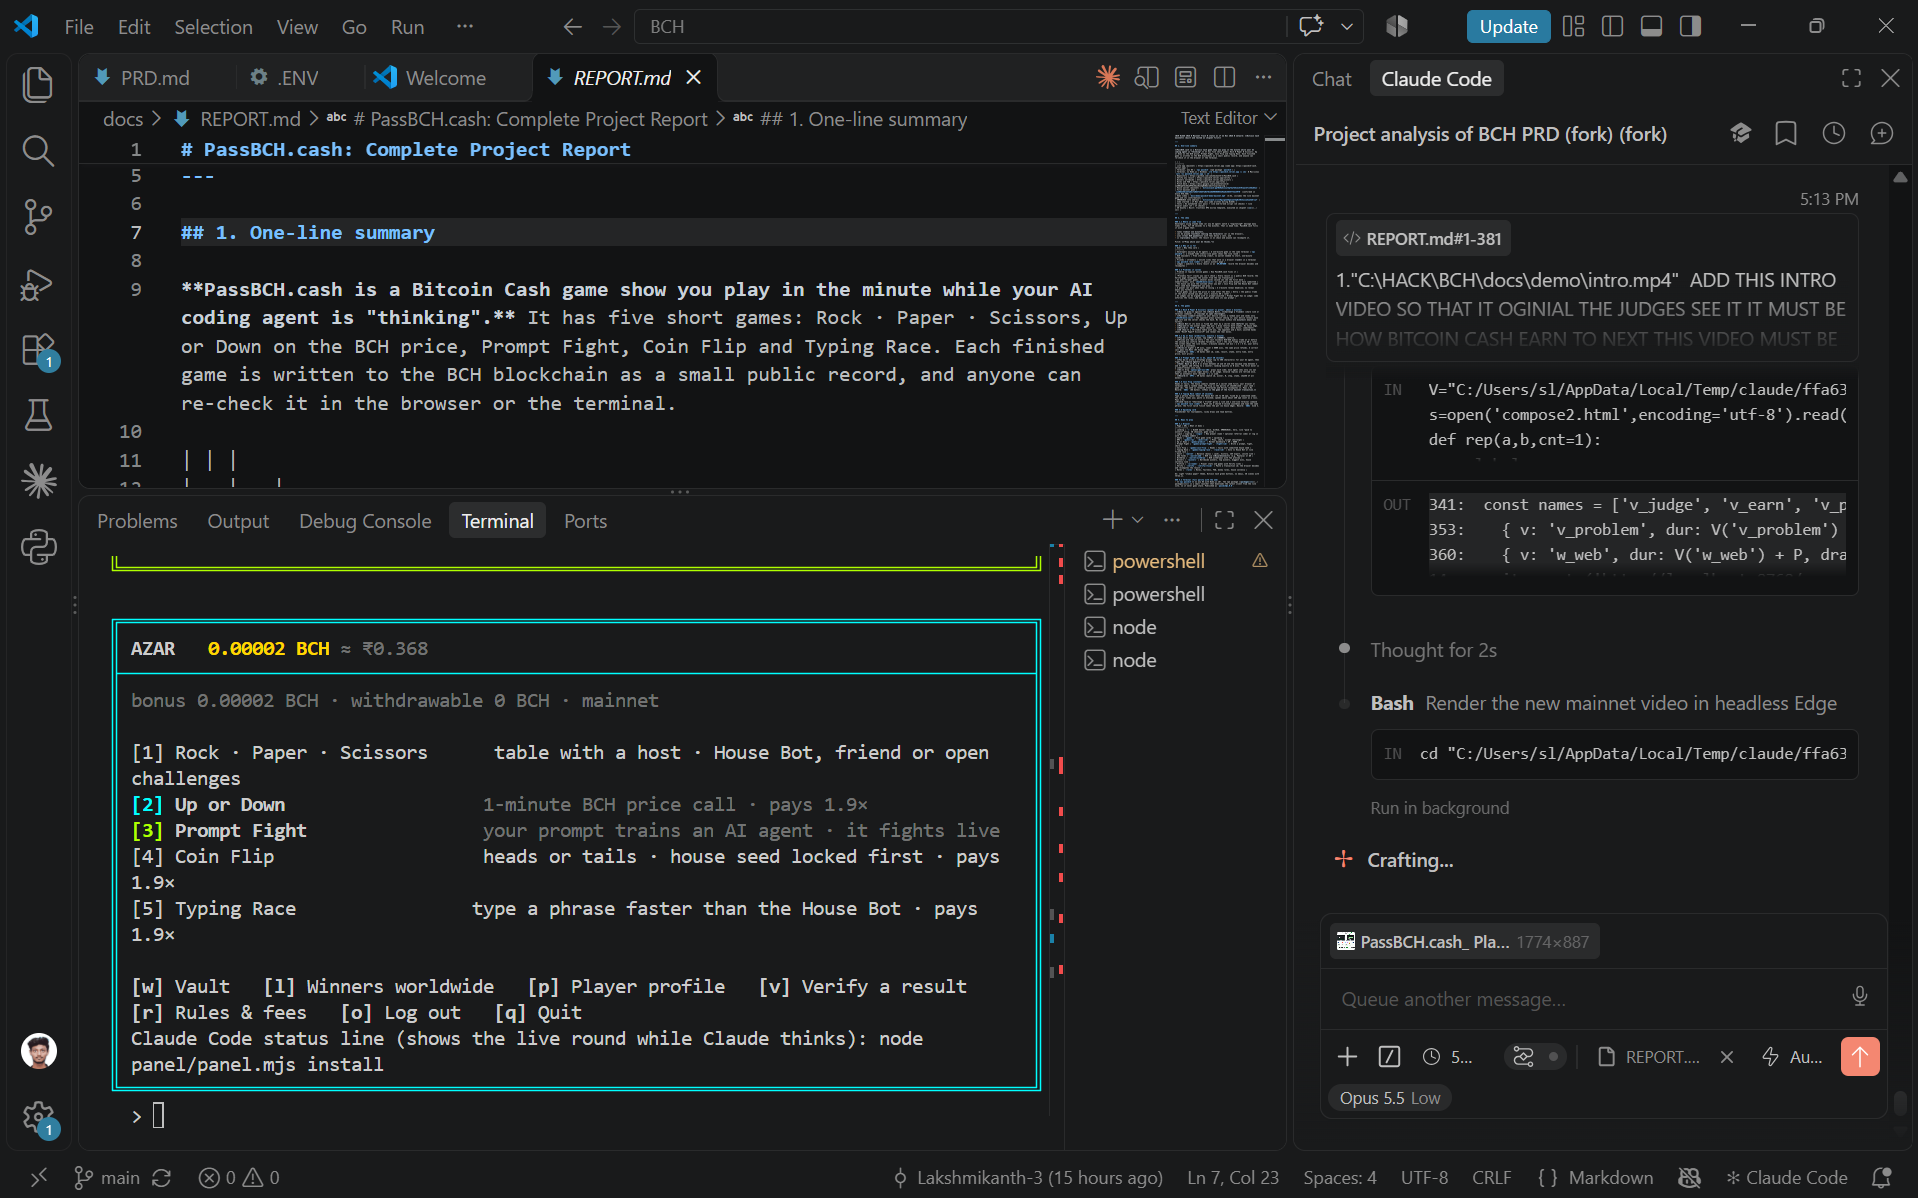 File Edit Selection View Go Run ··· BCH Update
PRD.md .ENV Welcome REPORT.md
docs > REPORT.md > # PassBCH.cash: Complete Project Report > ## 1. One-line summary
Text Editor
1 # PassBCH.cash: Complete Project Report
5 ---
6
7 ## 1. One-line summary
8
9 **PassBCH.cash is a Bitcoin Cash game show you play in the minute while your AI
coding agent is "thinking".** It has five short games: Rock · Paper · Scissors, Up
or Down on the BCH price, Prompt Fight, Coin Flip and Typing Race. Each finished
game is written to the BCH blockchain as a small public record, and anyone can
re-check it in the browser or the terminal.
10
11 | | |
Problems Output Debug Console Terminal Ports
AZAR 0.00002 BCH ≈ ₹0.368
bonus 0.00002 BCH · withdrawable 0 BCH · mainnet
[1] Rock · Paper · Scissors table with a host · House Bot, friend or open
challenges
[2] Up or Down 1-minute BCH price call · pays 1.9×
[3] Prompt Fight your prompt trains an AI agent · it fights live
[4] Coin Flip heads or tails · house seed locked first · pays
1.9×
[5] Typing Race type a phrase faster than the House Bot · pays
1.9×
[w] Vault [l] Winners worldwide [p] Player profile [v] Verify a result
[r] Rules & fees [o] Log out [q] Quit
Claude Code status line (shows the live round while Claude thinks): node
panel/panel.mjs install
>
powershell
powershell
node
node
Chat Claude Code
Project analysis of BCH PRD (fork) (fork)
5:13 PM
REPORT.md#1-381
1."C:\HACK\BCH\docs\demo\intro.mp4" ADD THIS INTRO
VIDEO SO THAT IT OGINIAL THE JUDGES SEE IT IT MUST BE
HOW BITCOIN CASH EARN TO NEXT THIS VIDEO MUST BE
IN V="C:/Users/sl/AppData/Local/Temp/claude/ffa63
s=open('compose2.html',encoding='utf-8').read(
def rep(a,b,cnt=1):
OUT 341: const names = ['v_judge', 'v_earn', 'v_p
353: { v: 'v_problem', dur: V('v_problem')
360: { v: 'w_web', dur: V('w_web') + P, dra
Thought for 2s
Bash Render the new mainnet video in headless Edge
IN cd "C:/Users/sl/AppData/Local/Temp/claude/ffa63
Run in background
Crafting...
PassBCH.cash_ Pla... 1774×887
Queue another message...
5... REPORT.... Au...
Opus 5.5 Low
1
1
main 0 0 Lakshmikanth-3 (15 hours ago) Ln 7, Col 23 Spaces: 4 UTF-8 CRLF { } Markdown Claude Code